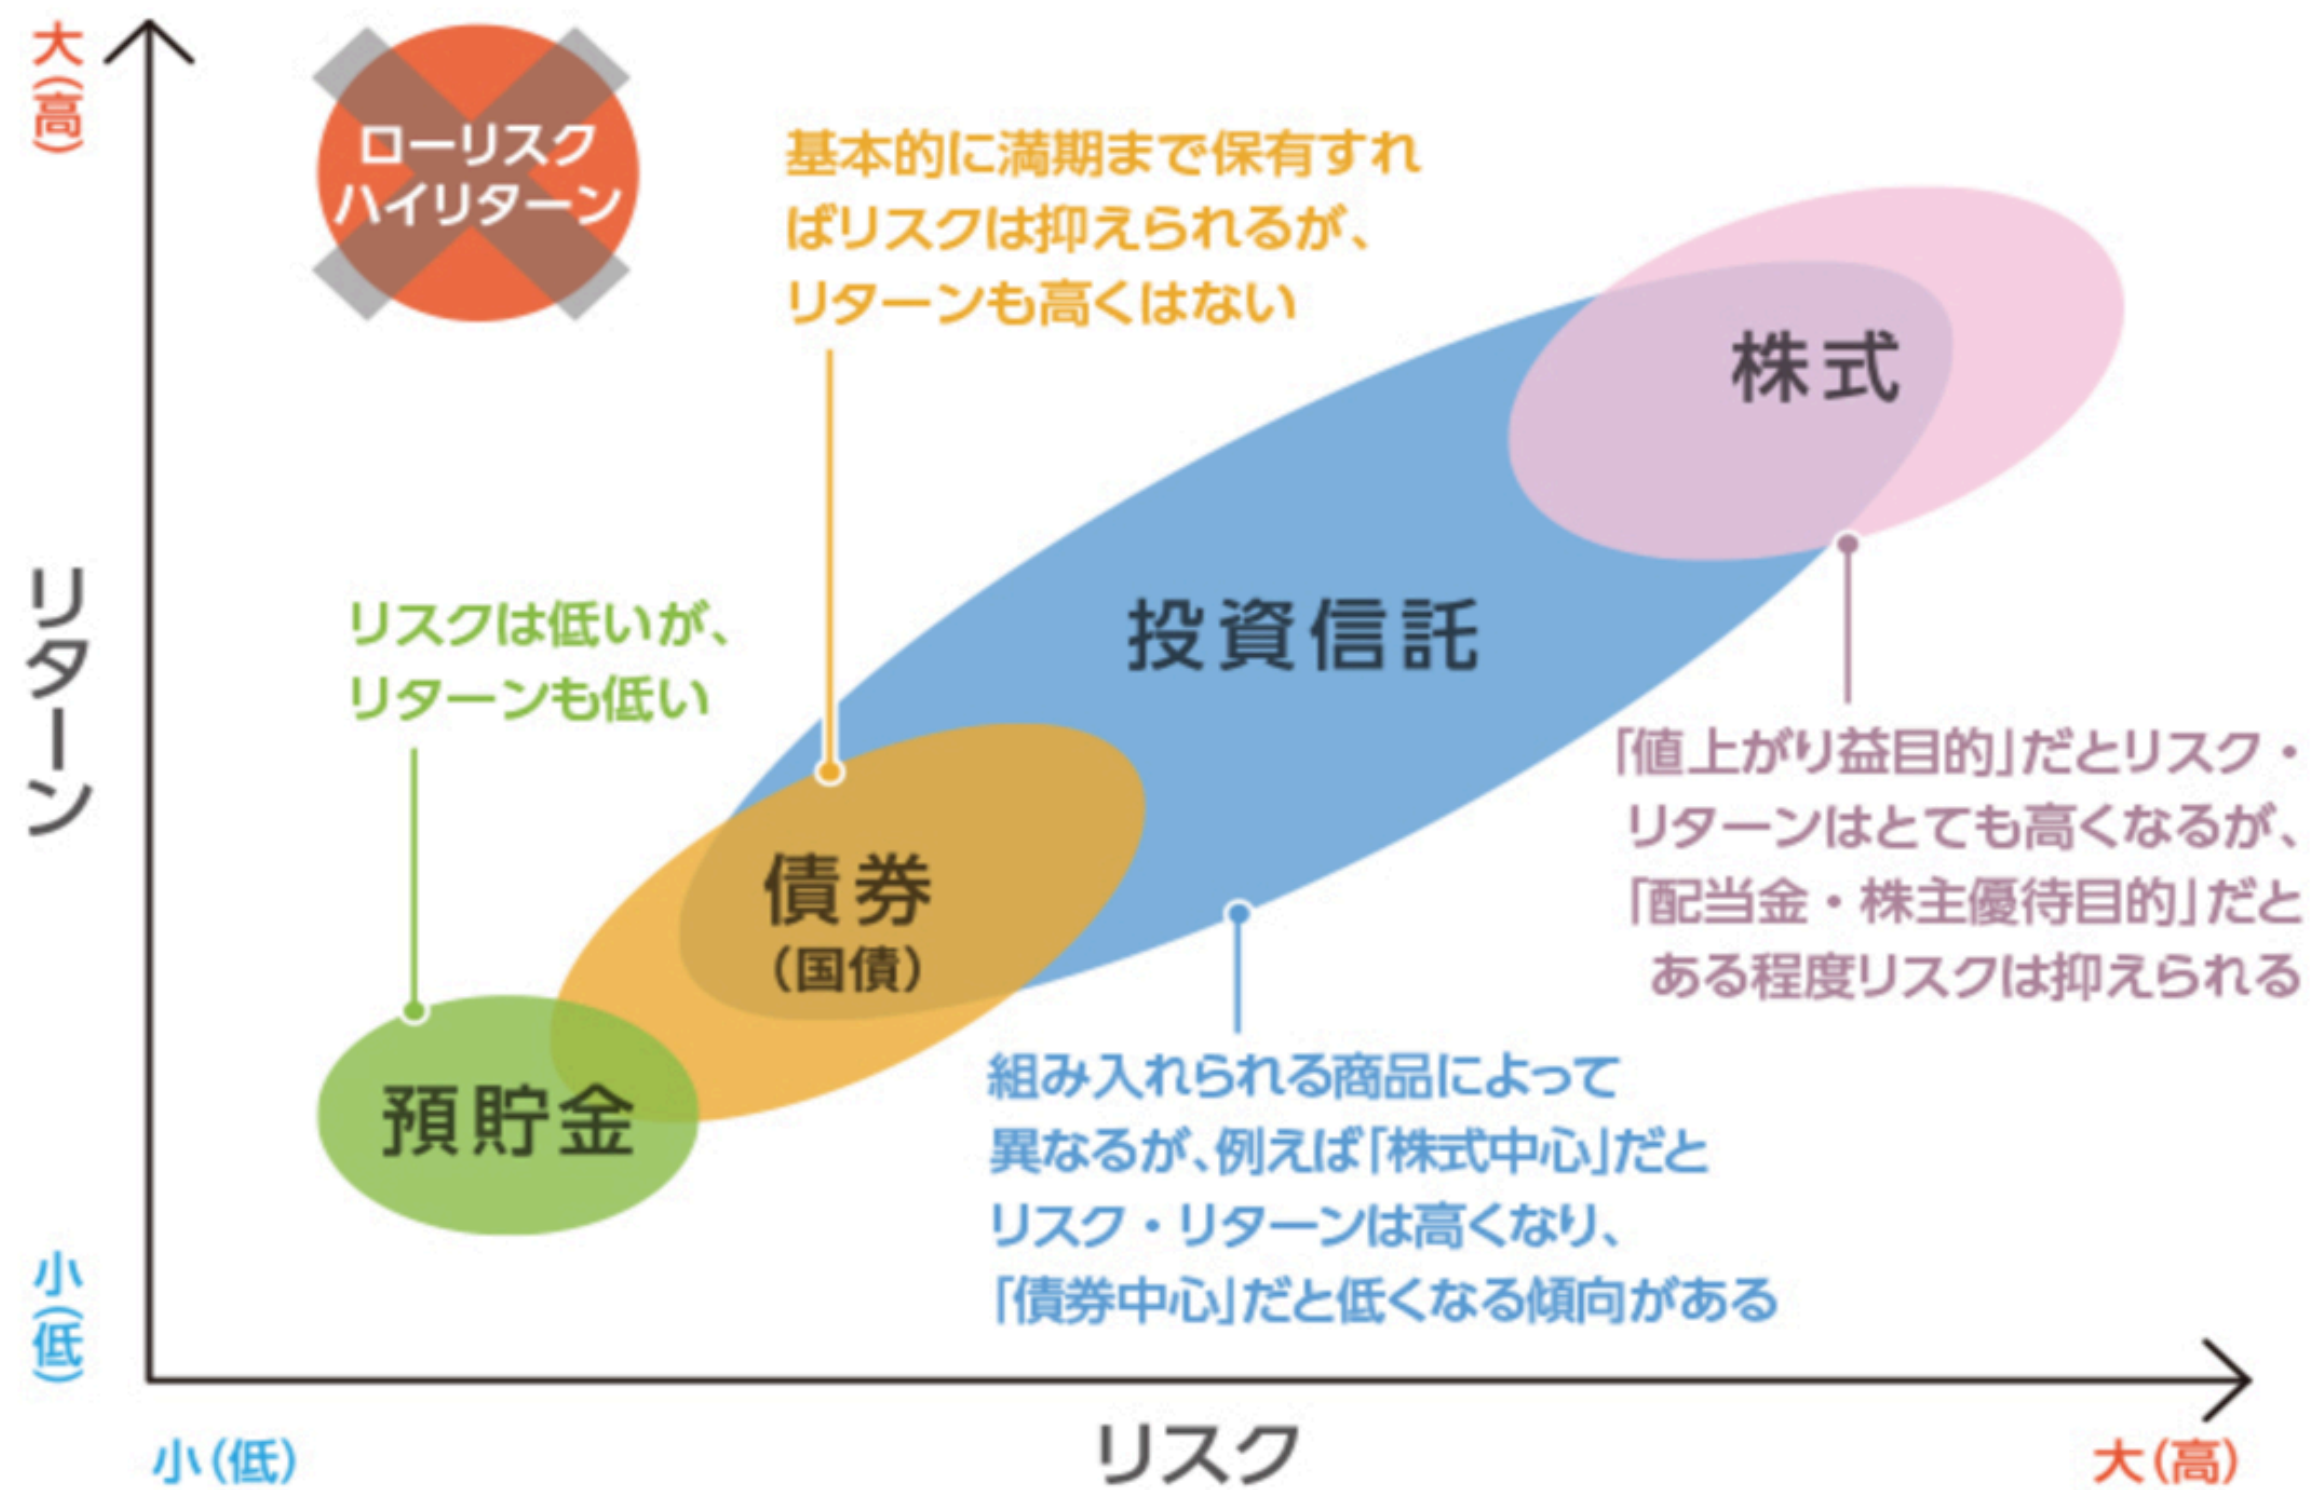 大(高)
ローリスク
ハイリターン
基本的に満期まで保有すれ
ばリスクは抑えられるが、
リターンも高くはない
株式
投資信託
リターン
リスクは低いが、
リターンも低い
「値上がり益目的」だとリスク・
リターンはとても高くなるが、
「配当金・株主優待目的」だと
ある程度リスクは抑えられる
債券
(国債)
預貯金
組み入れられる商品によって
異なるが、例えば「株式中心」だと
リスク・リターンは高くなり、
「債券中心」だと低くなる傾向がある
小(低)
小(低)
リスク
大(高)